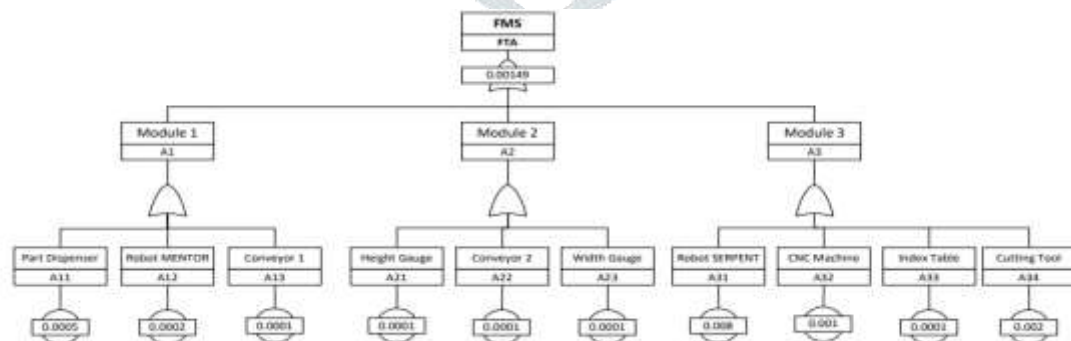 FMS
FTA
0.00149
Module 1
A1
Module 2
A2
Module 3
A3
Part Dispenser
A11
Robot MENTOR
A12
Conveyor 1
A13
Height Gauge
A21
Conveyor 2
A22
Width Gauge
A23
Robot SERPENT
A31
CNC Machine
A32
Index Table
A33
Cutting Tool
A34
0.0005
0.0002
0.0001
0.0001
0.0001
0.0001
0.008
0.001
0.0001
0.002